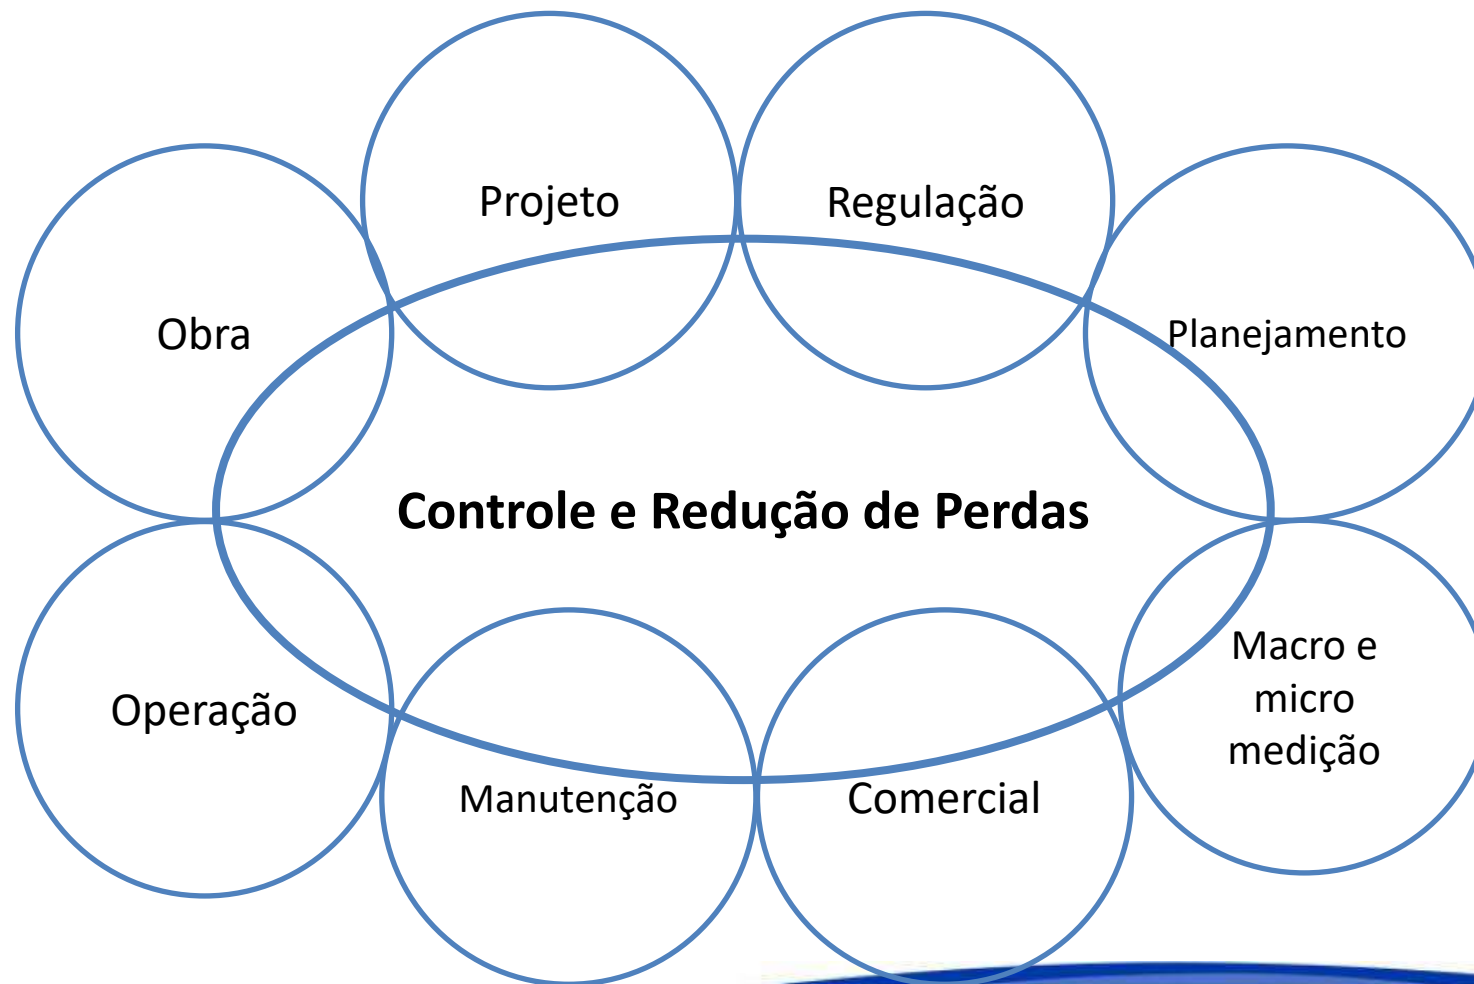 Projeto
Regulação
Obra
Planejamento
Controle e Redução de Perdas
Macro e
micro
medição
Operação
Manutenção
Comercial